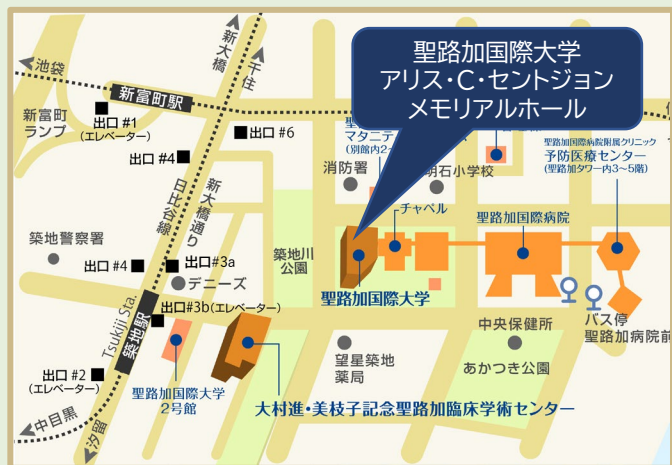 聖路加国際大学
アリス・C・セントジョン
メモリアルホール
新大橋
千住
池袋
新富町駅
新富町
ランプ
出口 #1
(エレベーター)
出口 #6
出口 #4
マタニテ
(別館内2~
消防署
明石小学校
聖路加国際病院附属クリニック
予防医療センター
(聖路加タワー内3~5階)
日比谷線
新大橋通り
チャペル
聖路加国際病院
築地警察署
築地川
公園
出口 #4
出口 #3a
デニーズ
聖路加国際大学
出口#3b(エレベーター)
Tsukiji Sta.
築地駅
中央保健所
バス停
聖路加病院前
望星築地
薬局
あかつき公園
出口 #2
(エレベーター)
聖路加国際大学
2号館
大村進・美枝子記念聖路加臨床学術センター
中目黒
汐留